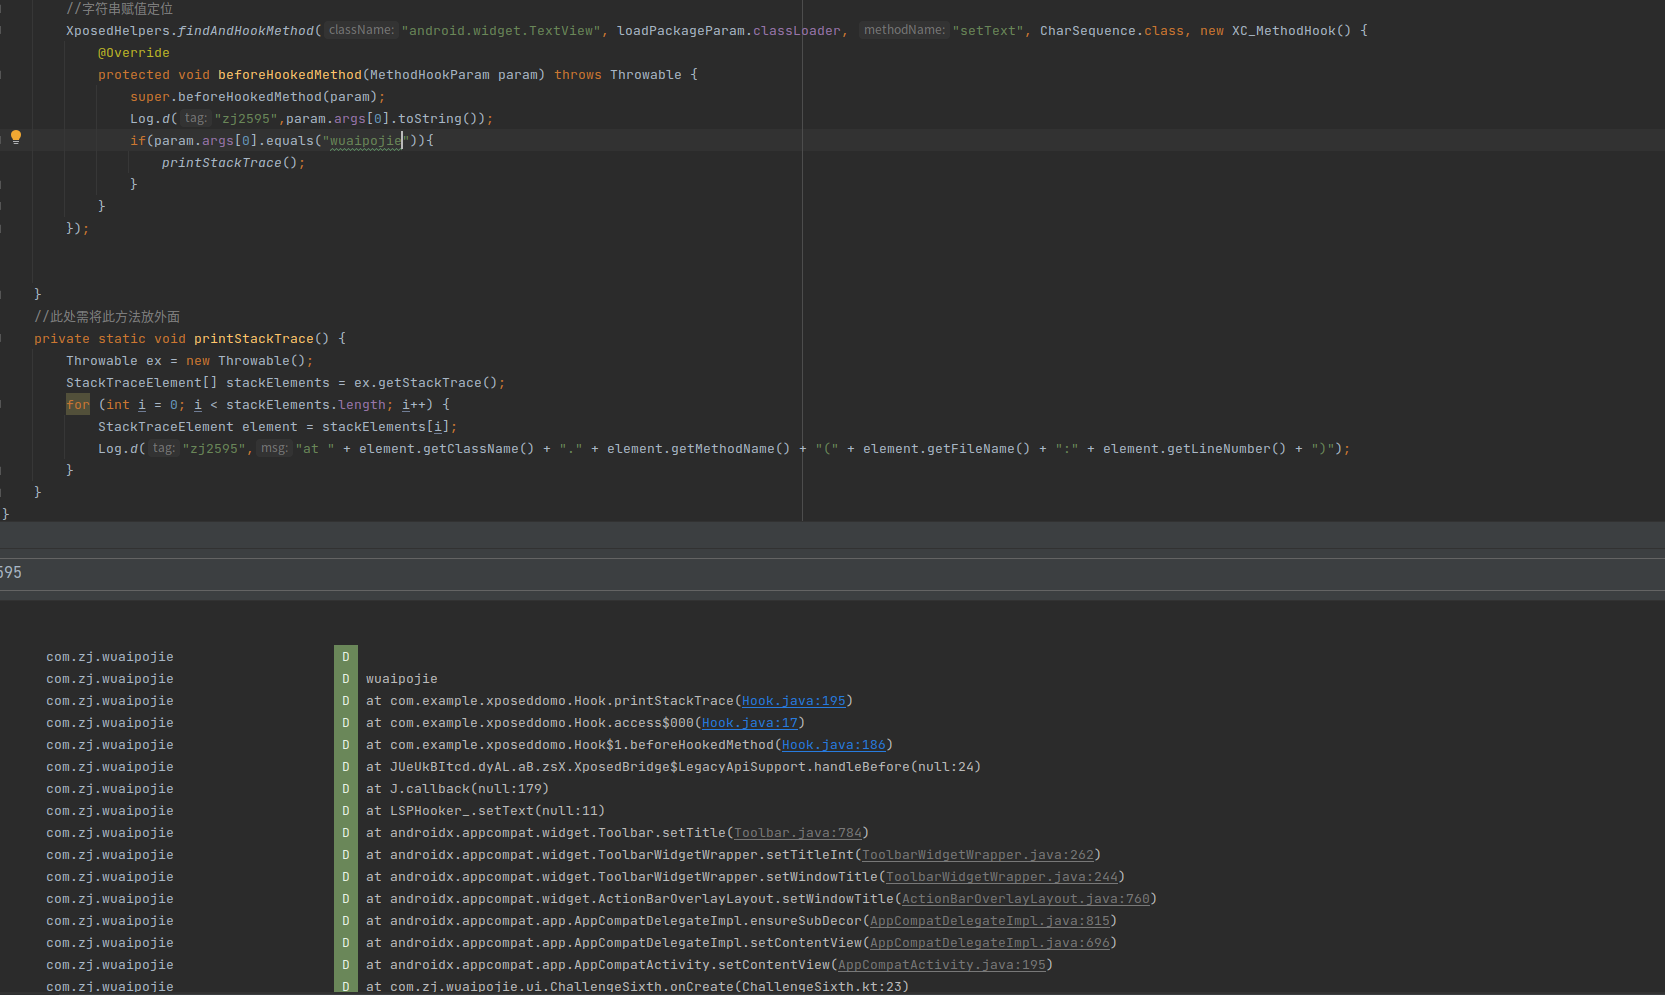 //字符串赋值定位
XposedHelpers.findAndHookMethod( className: "android.widget.TextView", loadPackageParam.classLoader, methodName: "setText", CharSequence.class, new XC_MethodHook() {
@Override
protected void beforeHookedMethod(MethodHookParam param) throws Throwable {
super.beforeHookedMethod(param);
Log.d( tag: "zj2595",param.args[0].toString());
if(param.args[0].equals("wuaipojie")){
printStackTrace();
}
}
});
}
//此处需将此方法放外面
private static void printStackTrace() {
Throwable ex = new Throwable();
StackTraceElement[] stackElements = ex.getStackTrace();
for (int i = 0; i < stackElements.length; i++) {
StackTraceElement element = stackElements[i];
Log.d( tag: "zj2595", msg: "at " + element.getClassName() + "." + element.getMethodName() + "(" + element.getFileName() + ":" + element.getLineNumber() + ")");
}
}
}
595
com.zj.wuaipojie D
com.zj.wuaipojie D wuaipojie
com.zj.wuaipojie D at com.example.xposeddomo.Hook.printStackTrace(Hook.java:195)
com.zj.wuaipojie D at com.example.xposeddomo.Hook.access$000(Hook.java:17)
com.zj.wuaipojie D at com.example.xposeddomo.Hook$1.beforeHookedMethod(Hook.java:186)
com.zj.wuaipojie D at JUeUkBItcd.dyAL.aB.zsX.XposedBridge$LegacyApiSupport.handleBefore(null:24)
com.zj.wuaipojie D at J.callback(null:179)
com.zj.wuaipojie D at LSPHooker_.setText(null:11)
com.zj.wuaipojie D at androidx.appcompat.widget.Toolbar.setTitle(Toolbar.java:784)
com.zj.wuaipojie D at androidx.appcompat.widget.ToolbarWidgetWrapper.setTitleInt(ToolbarWidgetWrapper.java:262)
com.zj.wuaipojie D at androidx.appcompat.widget.ToolbarWidgetWrapper.setWindowTitle(ToolbarWidgetWrapper.java:244)
com.zj.wuaipojie D at androidx.appcompat.widget.ActionBarOverlayLayout.setWindowTitle(ActionBarOverlayLayout.java:760)
com.zj.wuaipojie D at androidx.appcompat.app.AppCompatDelegateImpl.ensureSubDecor(AppCompatDelegateImpl.java:815)
com.zj.wuaipojie D at androidx.appcompat.app.AppCompatDelegateImpl.setContentView(AppCompatDelegateImpl.java:696)
com.zj.wuaipojie D at androidx.appcompat.app.AppCompatActivity.setContentView(AppCompatActivity.java:195)
com.zj.wuaipojie D at com.zj.wuaipojie.ui.ChallengeSixth.onCreate(ChallengeSixth.kt:23)